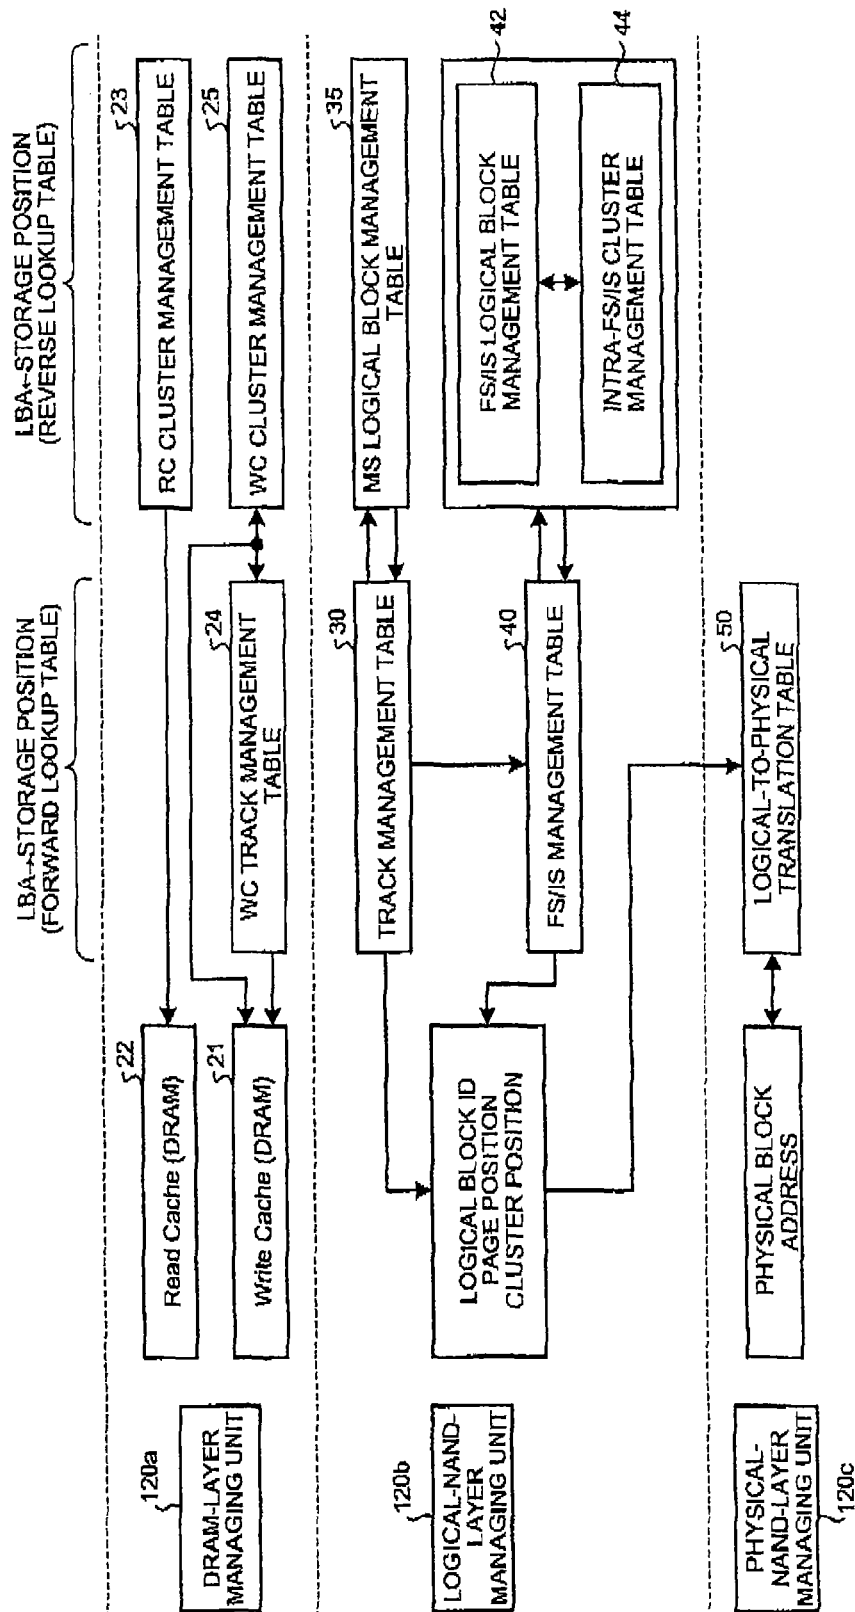 LBA→STORAGE POSITION
(FORWARD LOOKUP TABLE)
LBA←STORAGE POSITION
(REVERSE LOOKUP TABLE)
120a
DRAM-LAYER
MANAGING UNIT
22
Read Cache (DRAM)
23
RC CLUSTER MANAGEMENT TABLE
21
Write Cache (DRAM)
24
WC TRACK MANAGEMENT
TABLE
25
WC CLUSTER MANAGEMENT TABLE
120b
LOGICAL-NAND-
LAYER
MANAGING UNIT
LOGICAL BLOCK ID
PAGE POSITION
CLUSTER POSITION
30
TRACK MANAGEMENT TABLE
35
MS LOGICAL BLOCK MANAGEMENT
TABLE
40
FS/IS MANAGEMENT TABLE
42
FS/IS LOGICAL BLOCK
MANAGEMENT TABLE
44
INTRA-FS/IS CLUSTER
MANAGEMENT TABLE
120c
PHYSICAL-
NAND-LAYER
MANAGING UNIT
PHYSICAL BLOCK
ADDRESS
50
LOGICAL-TO-PHYSICAL
TRANSLATION TABLE